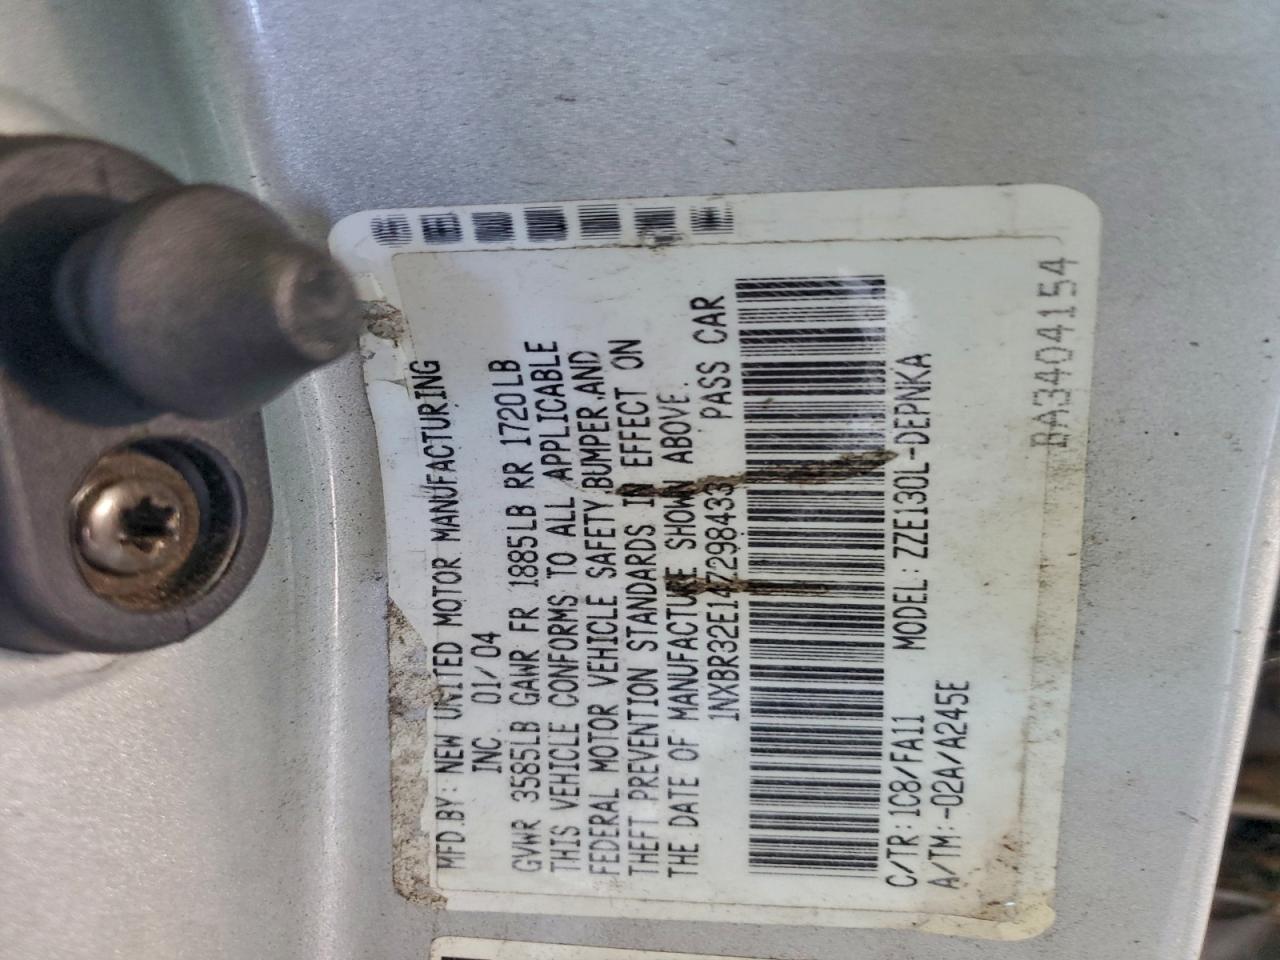 MFD.BY: NEW UNITED MOTOR MANUFACTURING
INC. 01/04
GVWR 3585LB GAWR FR 1885LB RR 1720LB
THIS VEHICLE CONFORMS TO ALL APPLICABLE
FEDERAL MOTOR VEHICLE SAFETY, BUMPER, AND
THEFT PREVENTION STANDARDS IN EFFECT ON
THE DATE OF MANUFACTURE SHOWN ABOVE.
1NXBR32E14Z298433 PASS CAR
C/TR: 1C8/FA11 MODEL: ZZE130L-DEPNKA
A/TM:-02A/A245E
BA3404154